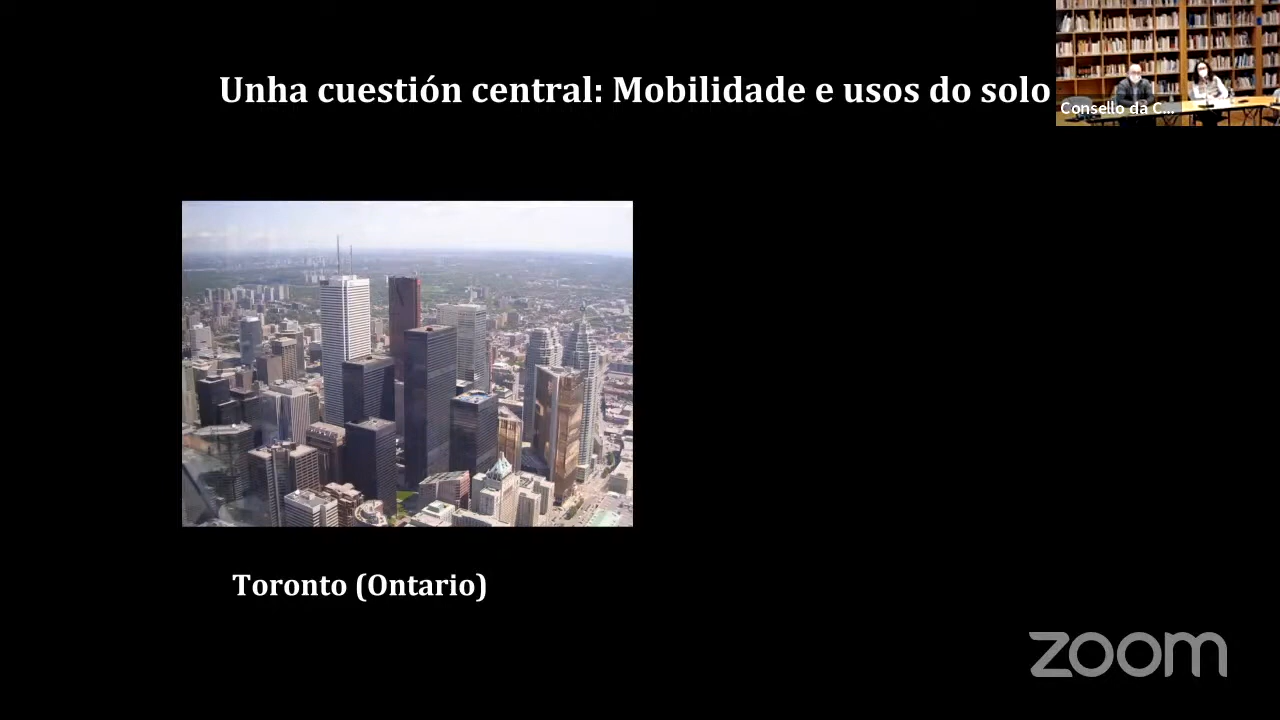 Unha cuestión central: Mobilidade e usos do solo
Consello da C...
Toronto (Ontario)
zoom